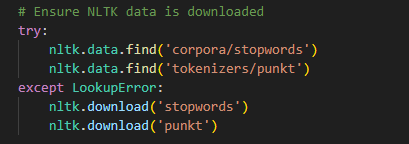 # Ensure NLTK data is downloaded
try:
    nltk.data.find('corpora/stopwords')
    nltk.data.find('tokenizers/punkt')
except LookupError:
    nltk.download('stopwords')
    nltk.download('punkt')